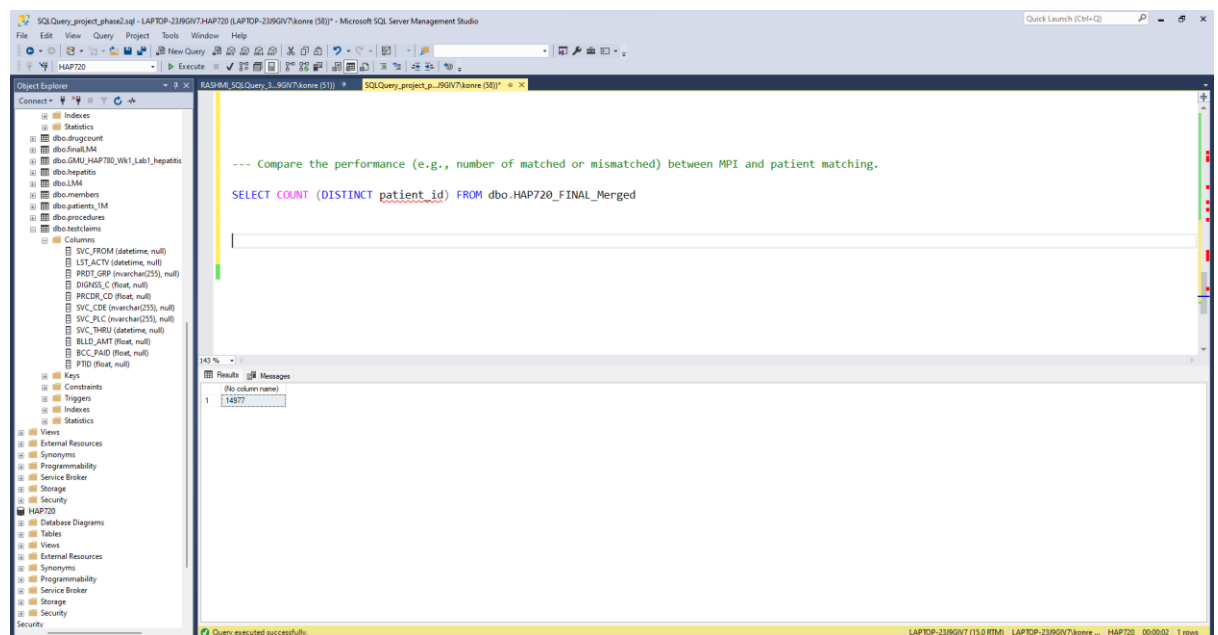 SQLQuery_project_phase2.sql - LAPTOP-23J9GIV7.HAP720 (LAPTOP-23J9GIV7\konre (58))* - Microsoft SQL Server Management Studio
Quick Launch (Ctrl+Q)
File Edit View Query Project Tools Window Help
New Query
HAP720
Execute
Object Explorer
RASHMI_SQLQuery_3...9GIV7\konre (51))
SQLQuery_project_p...J9GIV7\konre (58))*
Connect
Indexes
Statistics
dbo.drugcount
dbo.finalLM4
dbo.GMU_HAP780_Wk1_Lab1_hepatitis
dbo.hepatitis
dbo.LM4
dbo.members
dbo.patients_1M
dbo.procedures
dbo.testclaims
Columns
SVC_FROM (datetime, null)
LST_ACTV (datetime, null)
PRDT_GRP (nvarchar(255), null)
DIGNSS_C (float, null)
PRCDR_CD (float, null)
SVC_CDE (nvarchar(255), null)
SVC_PLC (nvarchar(255), null)
SVC_THRU (datetime, null)
BLLD_AMT (float, null)
BCC_PAID (float, null)
PTID (float, null)
Keys
Constraints
Triggers
Indexes
Statistics
Views
External Resources
Synonyms
Programmability
Service Broker
Storage
Security
HAP720
Database Diagrams
Tables
Views
External Resources
Synonyms
Programmability
Service Broker
Storage
Security
Security
--- Compare the performance (e.g., number of matched or mismatched) between MPI and patient matching.
SELECT COUNT (DISTINCT patient_id) FROM dbo.HAP720_FINAL_Merged
143 %
Results Messages
(No column name)
1 14977
Query executed successfully.
LAPTOP-23J9GIV7 (15.0 RTM) LAPTOP-23J9GIV7\konre ... HAP720 00:00:02 1 rows